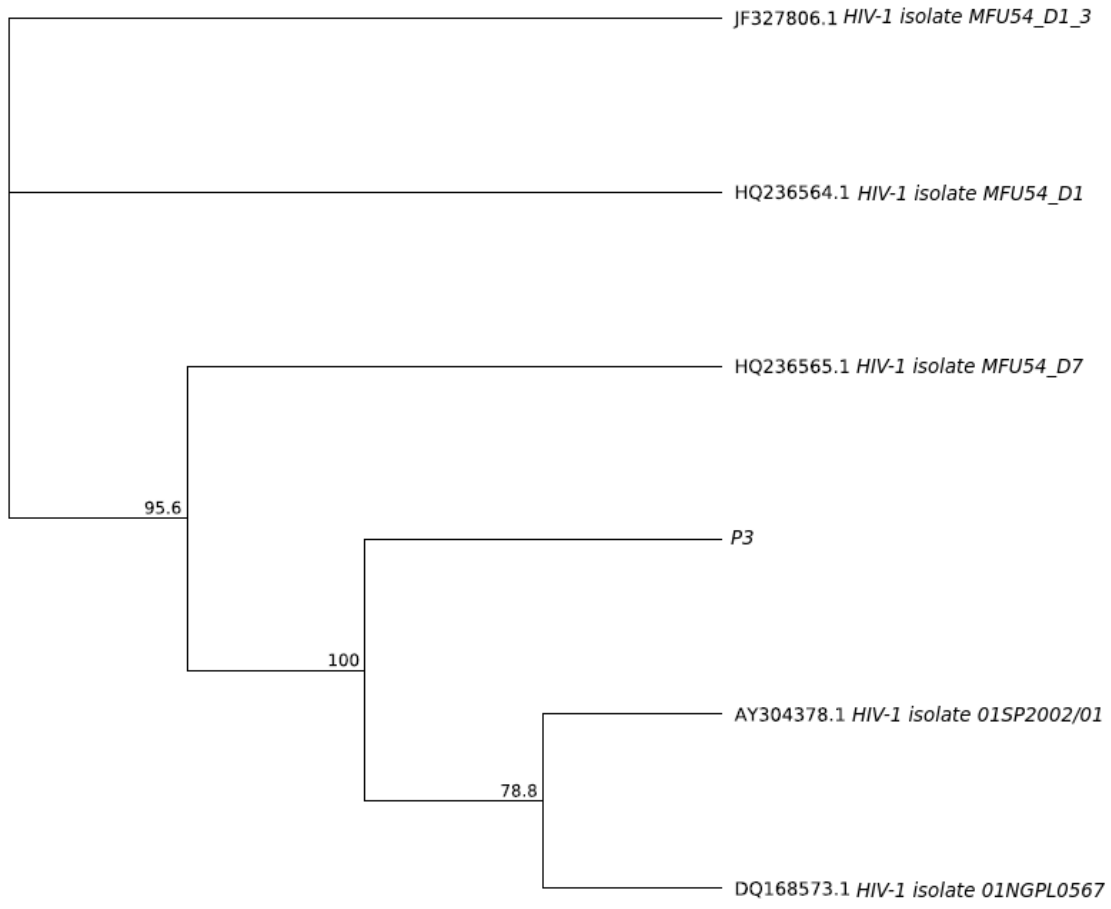 JF327806.1 HIV-1 isolate MFU54_D1_3
HQ236564.1 HIV-1 isolate MFU54_D1
HQ236565.1 HIV-1 isolate MFU54_D7
95.6
P3
100
AY304378.1 HIV-1 isolate 01SP2002/01
78.8
DQ168573.1 HIV-1 isolate 01NGPL0567